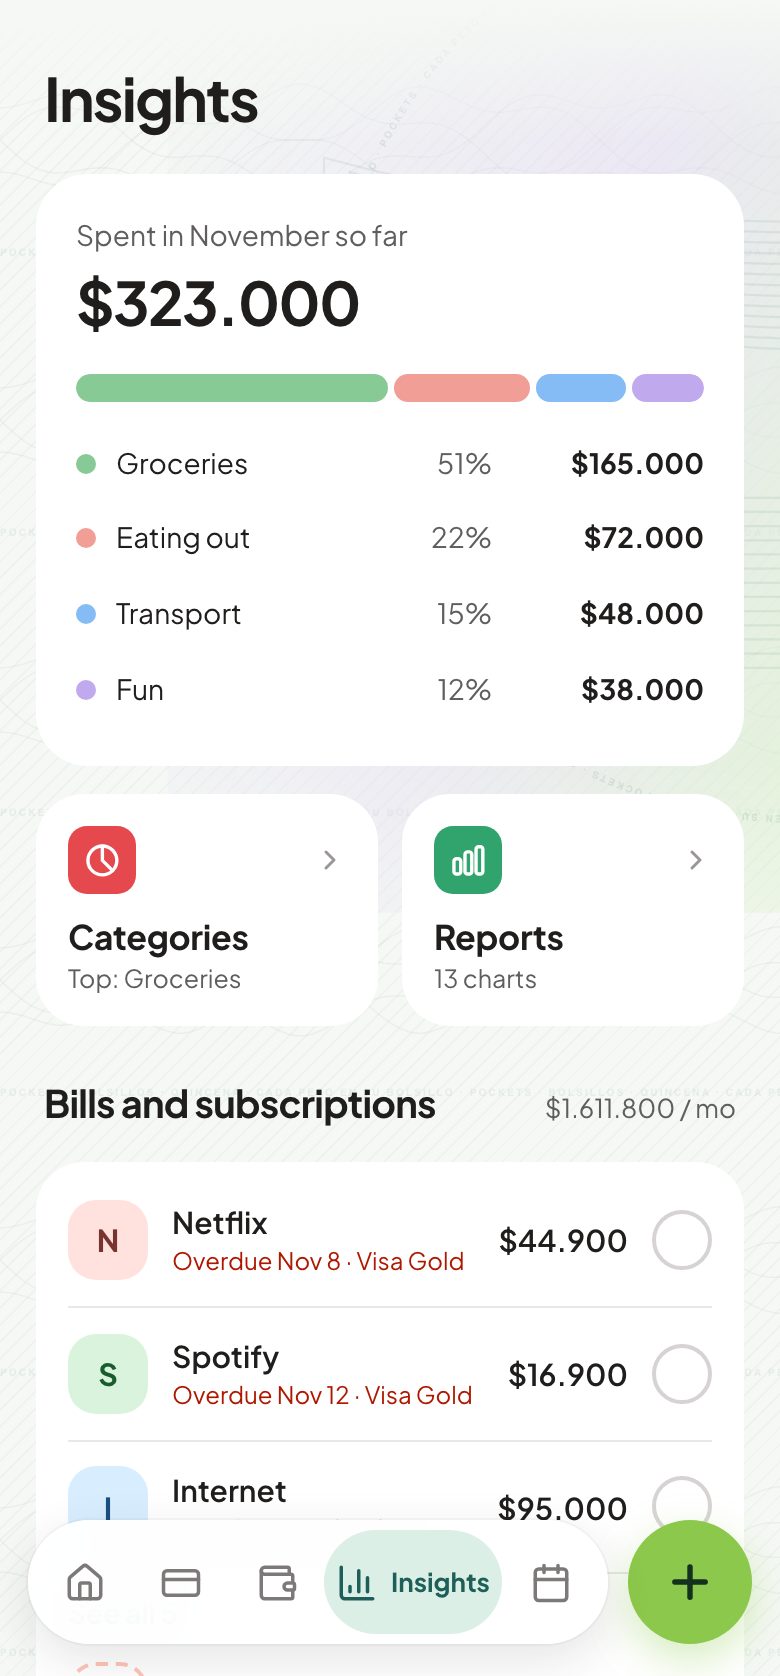 Insights
Spent in November so far
$323.000
Groceries 51% $165.000
Eating out 22% $72.000
Transport 15% $48.000
Fun 12% $38.000
Categories
Top: Groceries
Reports
13 charts
Bills and subscriptions $1.611.800 / mo
N Netflix $44.900
Overdue Nov 8 · Visa Gold
S Spotify $16.900
Overdue Nov 12 · Visa Gold
I Internet $95.000
See all 5
Insights